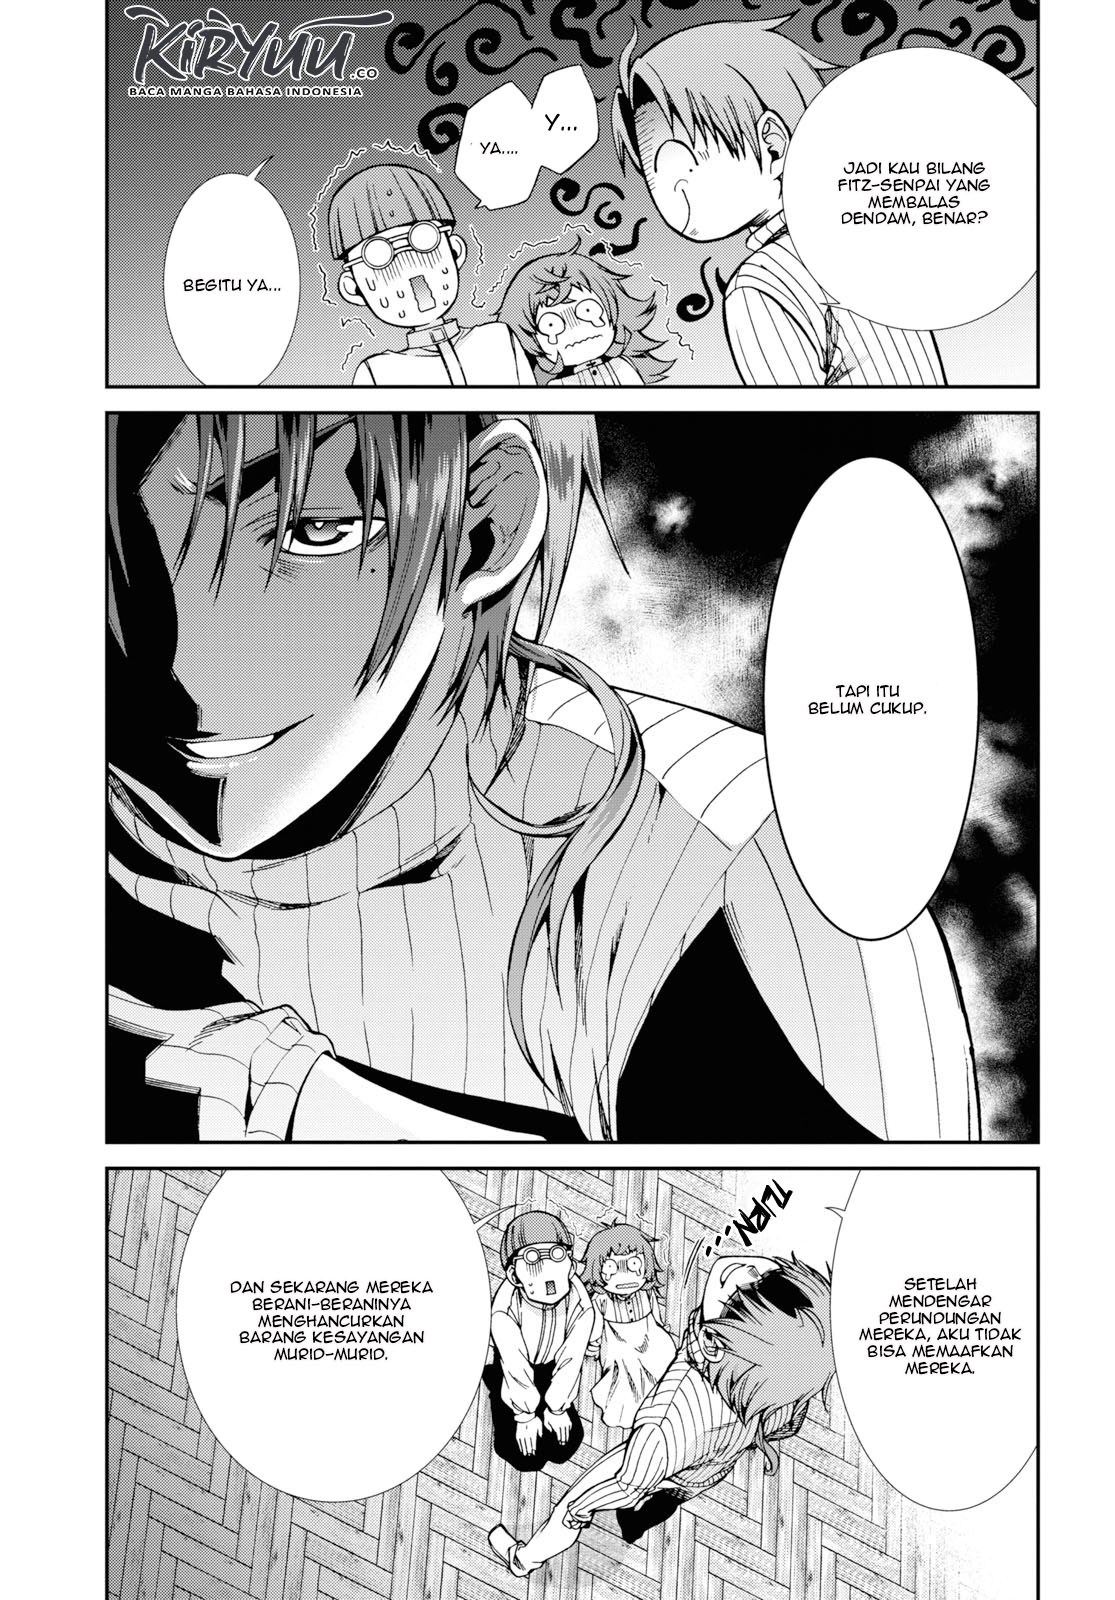 KiRYUU.CO
BACA MANGA BAHASA INDONESIA
JADI KAU BILANG
FITZ-SENPAI YANG
MEMBALAS
DENDAM, BENAR?
Y...
YA....
BEGITU YA...
TAPI ITU
BELUM CUKUP.
TURN
SETELAH
MENDENGAR
PERUNDUNGAN
MEREKA, AKU TIDAK
BISA MEMAAFKAN
MEREKA.
DAN SEKARANG MEREKA
BERANI-BERANINYA
MENGHANCURKAN
BARANG KESAYANGAN
MURID-MURID.